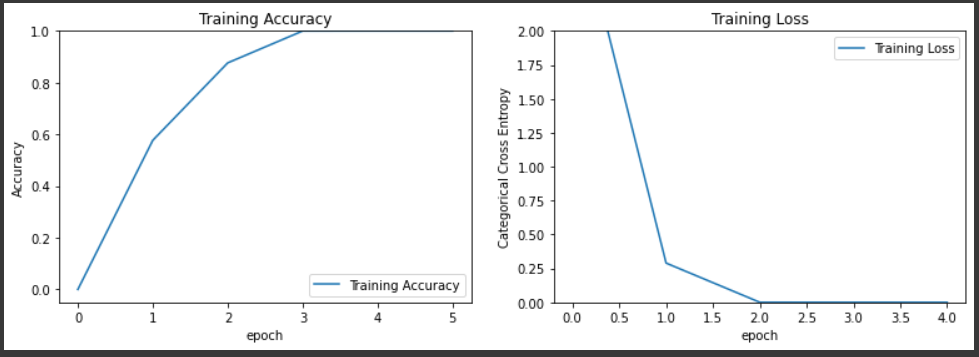 Training Accuracy
1.0
0.8
0.6
0.4
0.2
0.0
Accuracy
Training Accuracy
0 1 2 3 4 5
epoch
Training Loss
2.00
1.75
1.50
1.25
1.00
0.75
0.50
0.25
0.00
Categorical Cross Entropy
Training Loss
0.0 0.5 1.0 1.5 2.0 2.5 3.0 3.5 4.0
epoch